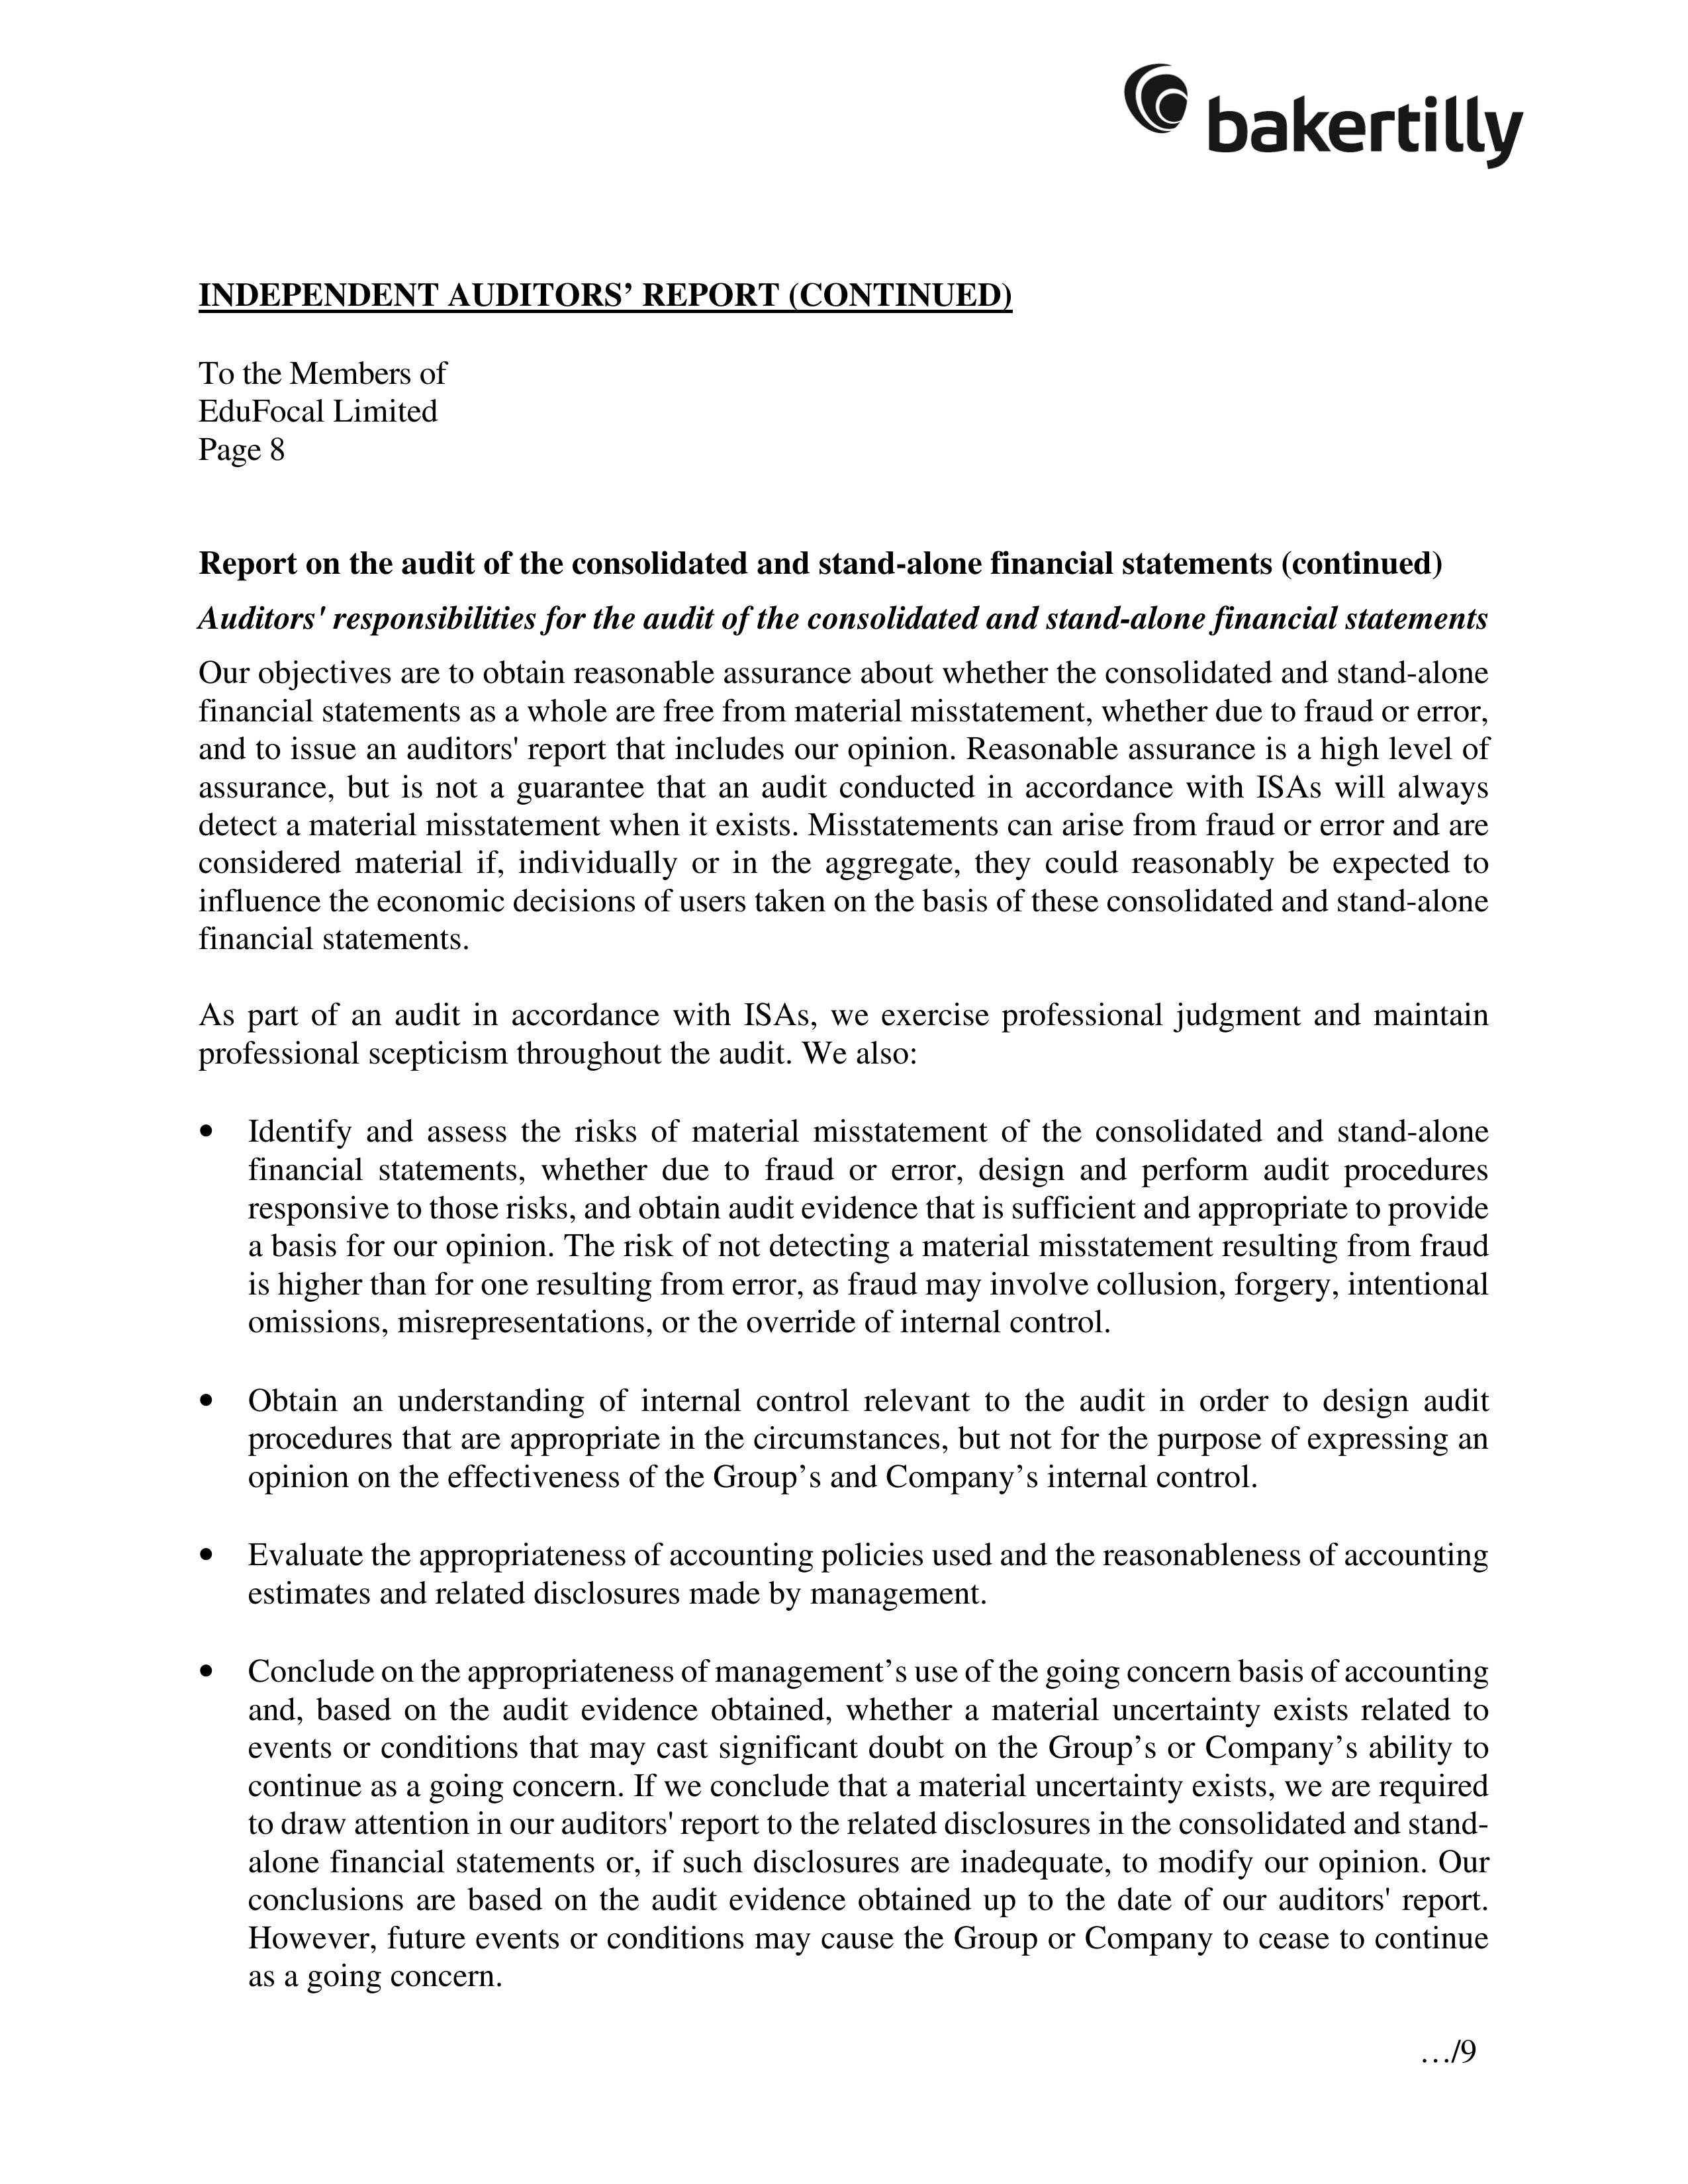 bakertilly
INDEPENDENT AUDITORS’ REPORT (CONTINUED)
To the Members of
EduFocal Limited
Page 8
Report on the audit of the consolidated and stand-alone financial statements (continued)
Auditors' responsibilities for the audit of the consolidated and stand-alone financial statements
Our objectives are to obtain reasonable assurance about whether the consolidated and stand-alone
financial statements as a whole are free from material misstatement, whether due to fraud or error,
and to issue an auditors' report that includes our opinion. Reasonable assurance is a high level of
assurance, but is not a guarantee that an audit conducted in accordance with ISAs will always
detect a material misstatement when it exists. Misstatements can arise from fraud or error and are
considered material if, individually or in the aggregate, they could reasonably be expected to
influence the economic decisions of users taken on the basis of these consolidated and stand-alone
financial statements.
As part of an audit in accordance with ISAs, we exercise professional judgment and maintain
professional scepticism throughout the audit. We also:
• Identify and assess the risks of material misstatement of the consolidated and stand-alone
financial statements, whether due to fraud or error, design and perform audit procedures
responsive to those risks, and obtain audit evidence that is sufficient and appropriate to provide
a basis for our opinion. The risk of not detecting a material misstatement resulting from fraud
is higher than for one resulting from error, as fraud may involve collusion, forgery, intentional
omissions, misrepresentations, or the override of internal control.
• Obtain an understanding of internal control relevant to the audit in order to design audit
procedures that are appropriate in the circumstances, but not for the purpose of expressing an
opinion on the effectiveness of the Group’s and Company’s internal control.
• Evaluate the appropriateness of accounting policies used and the reasonableness of accounting
estimates and related disclosures made by management.
• Conclude on the appropriateness of management’s use of the going concern basis of accounting
and, based on the audit evidence obtained, whether a material uncertainty exists related to
events or conditions that may cast significant doubt on the Group’s or Company’s ability to
continue as a going concern. If we conclude that a material uncertainty exists, we are required
to draw attention in our auditors' report to the related disclosures in the consolidated and stand-
alone financial statements or, if such disclosures are inadequate, to modify our opinion. Our
conclusions are based on the audit evidence obtained up to the date of our auditors' report.
However, future events or conditions may cause the Group or Company to cease to continue
as a going concern.
…/9